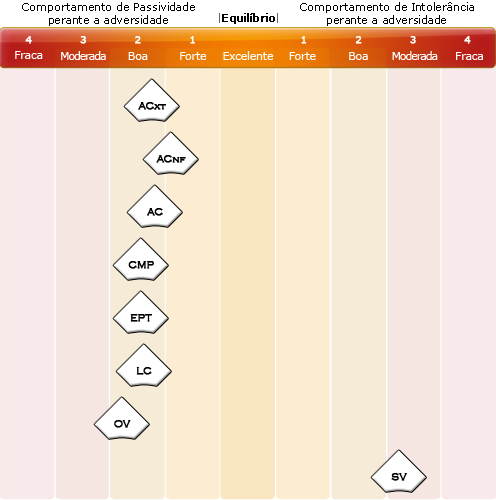 Comportamento de Passividade
perante a adversidade
|Equilíbrio|
Comportamento de Intolerância
perante a adversidade
4 3 2 1 1 2 3 4
Fraca Moderada Boa Forte Excelente Forte Boa Moderada Fraca
ACXT
ACNF
AC
CMP
EPT
LC
OV
SV